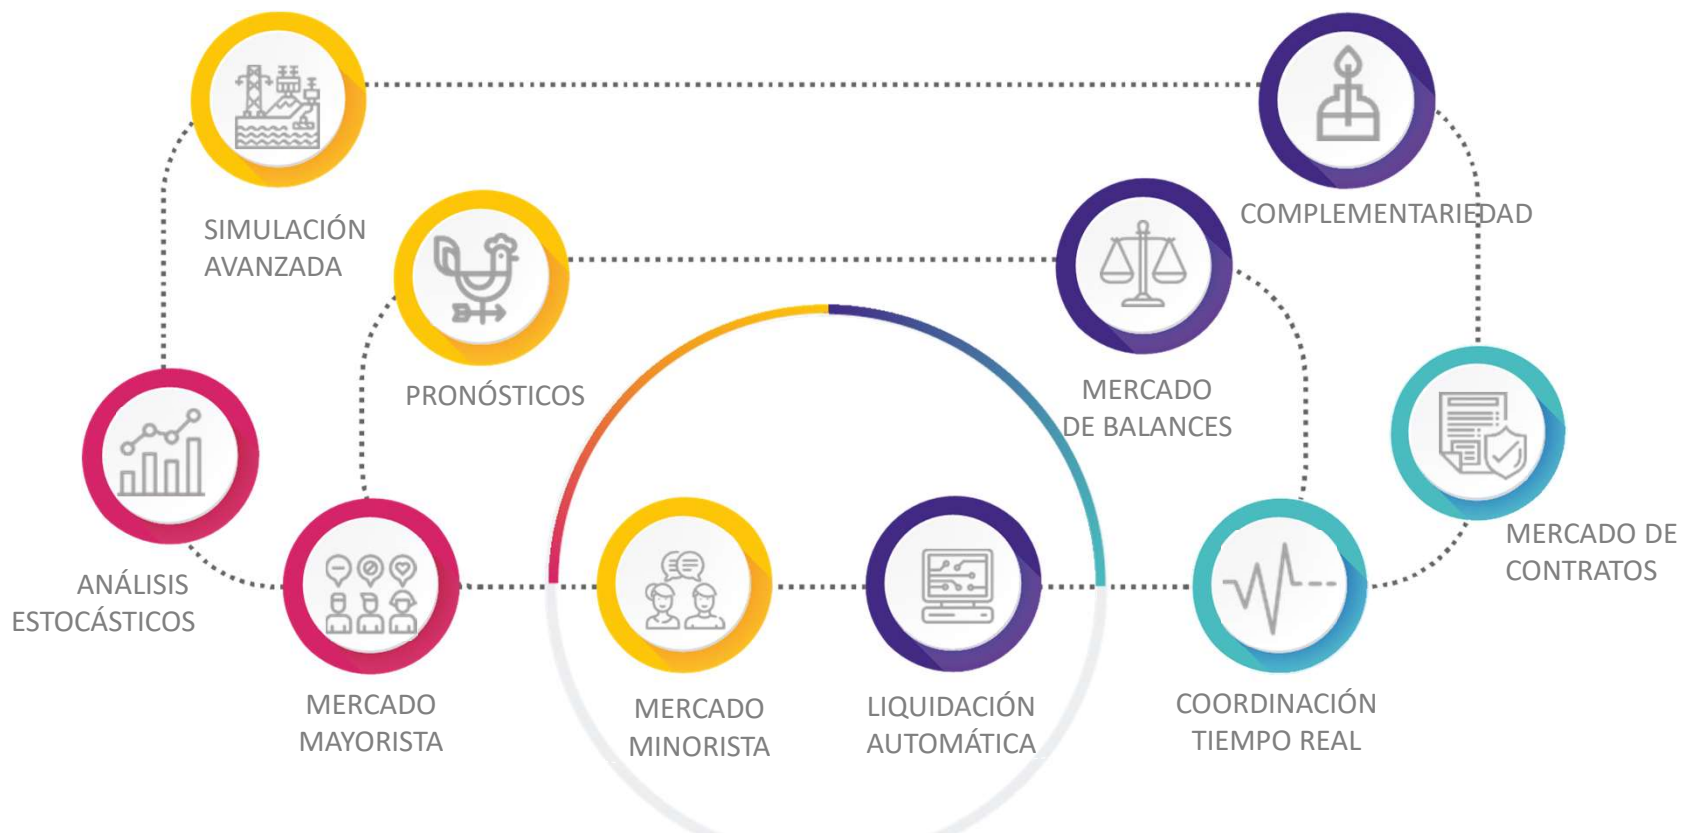 COMPLEMENTARIEDAD
SIMULACIÓN
AVANZADA
PRONÓSTICOS
MERCADO
DE BALANCES
MERCADO DE
CONTRATOS
ANÁLISIS
ESTOCÁSTICOS
MERCADO
MAYORISTA
MERCADO
MINORISTA
LIQUIDACIÓN
AUTOMÁTICA
COORDINACIÓN
TIEMPO REAL